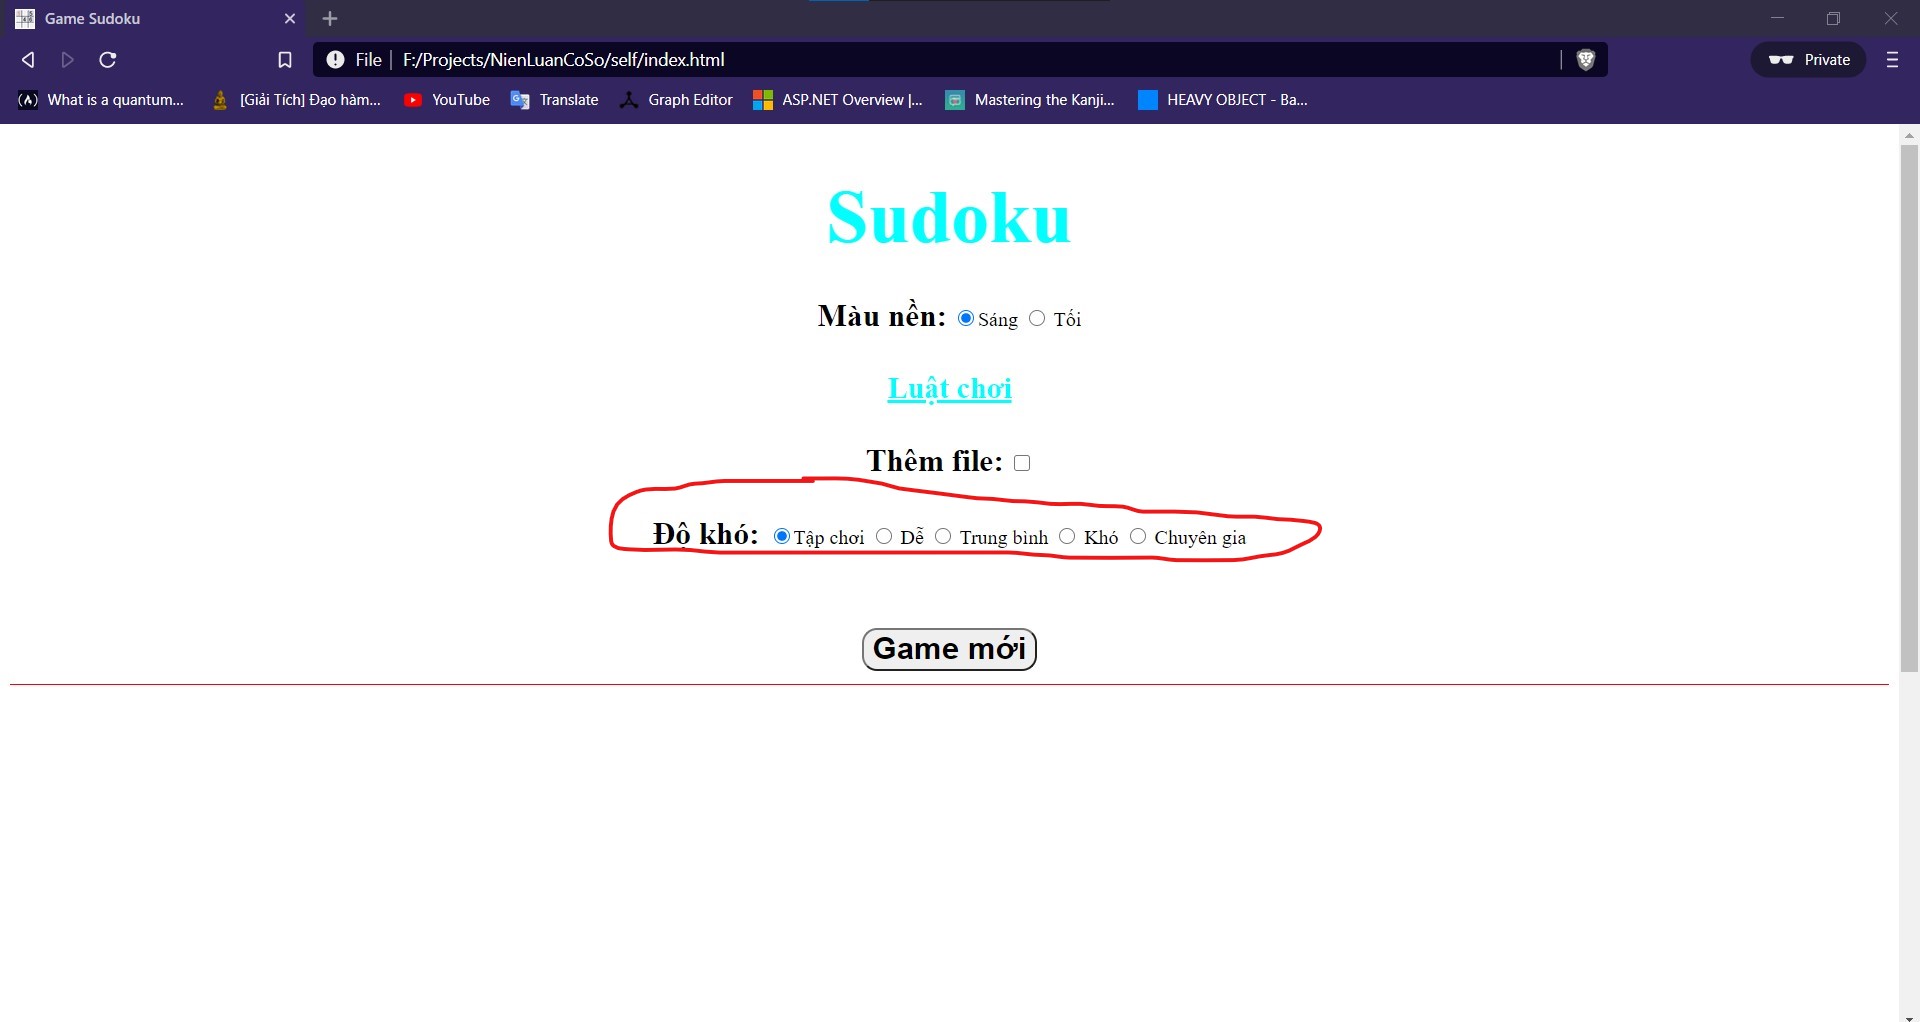 Game Sudoku
File F:/Projects/NienLuanCoSo/self/index.html Private
What is a quantum... [Giải Tích] Đạo hàm... YouTube Translate Graph Editor ASP.NET Overview |... Mastering the Kanji... HEAVY OBJECT - Ba...
Sudoku
Màu nền: Sáng Tối
Luật chơi
Thêm file:
Độ khó: Tập chơi Dễ Trung bình Khó Chuyên gia
Game mới